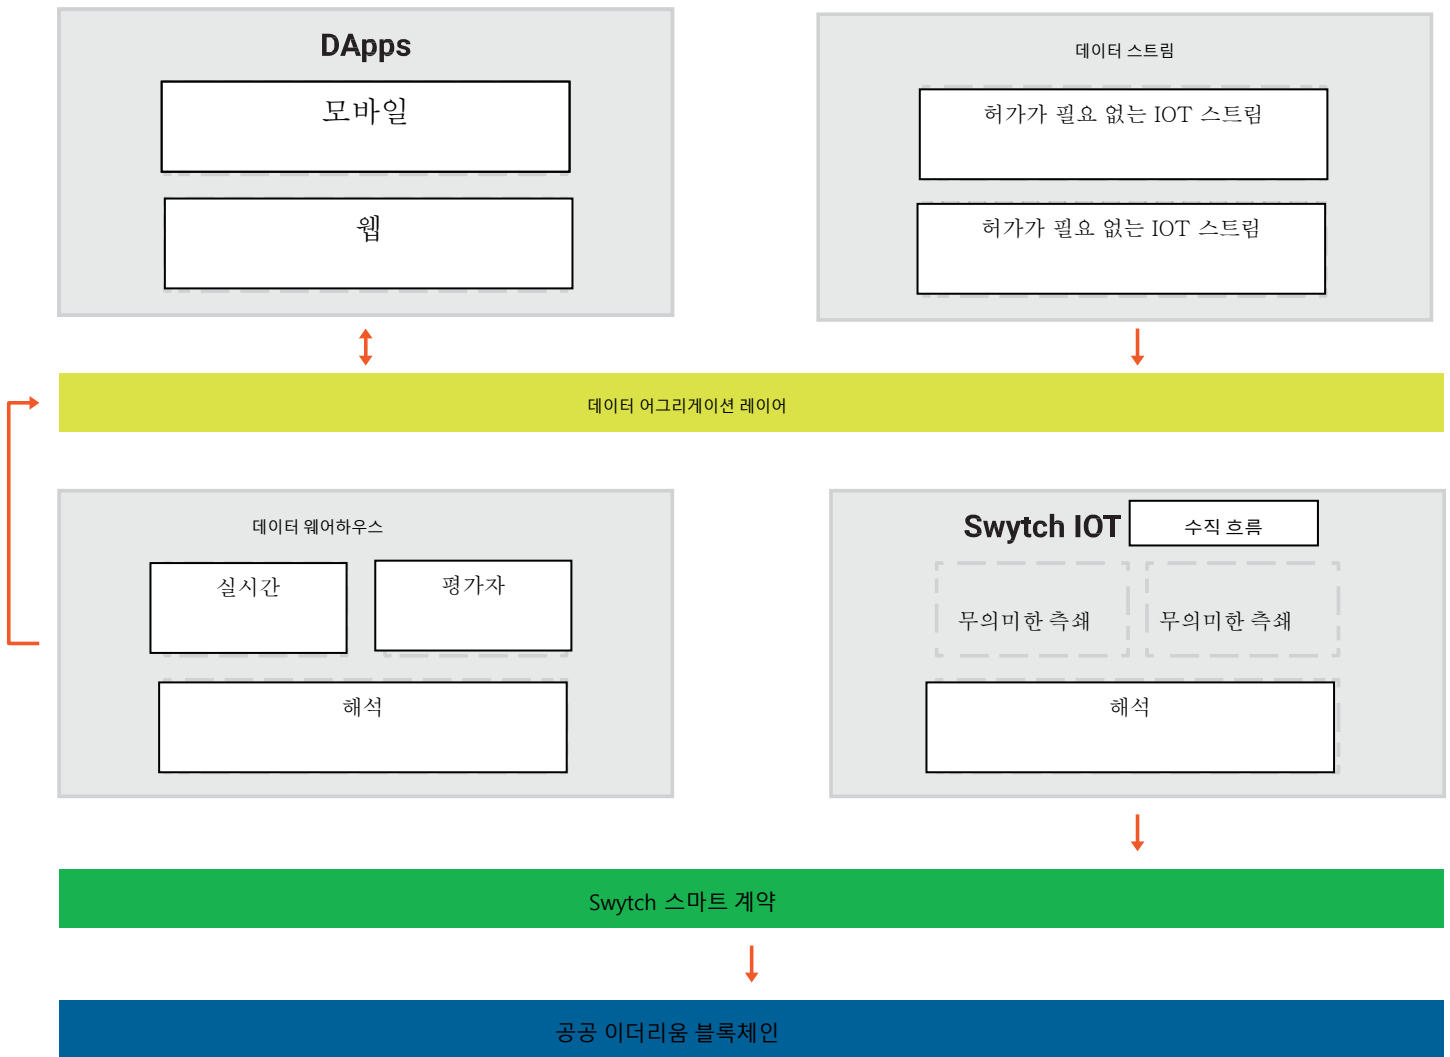 DApps
모바일
웹
데이터 스트림
허가가 필요 없는 IOT 스트림
허가가 필요 없는 IOT 스트림
데이터 어그리게이션 레이어
데이터 웨어하우스
실시간
평가자
해석
Swytch IOT
수직 흐름
무의미한 측쇄
무의미한 측쇄
해석
Swytch 스마트 계약
공공 이더리움 블록체인